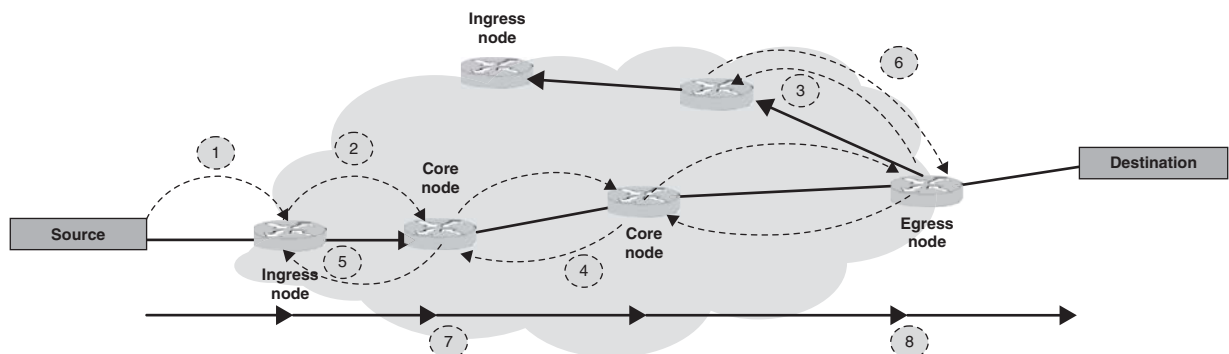 Ingress
node
6
3
1
2
Core
node
Destination
Source
5
Ingress
node
4
Core
node
Egress
node
7
8